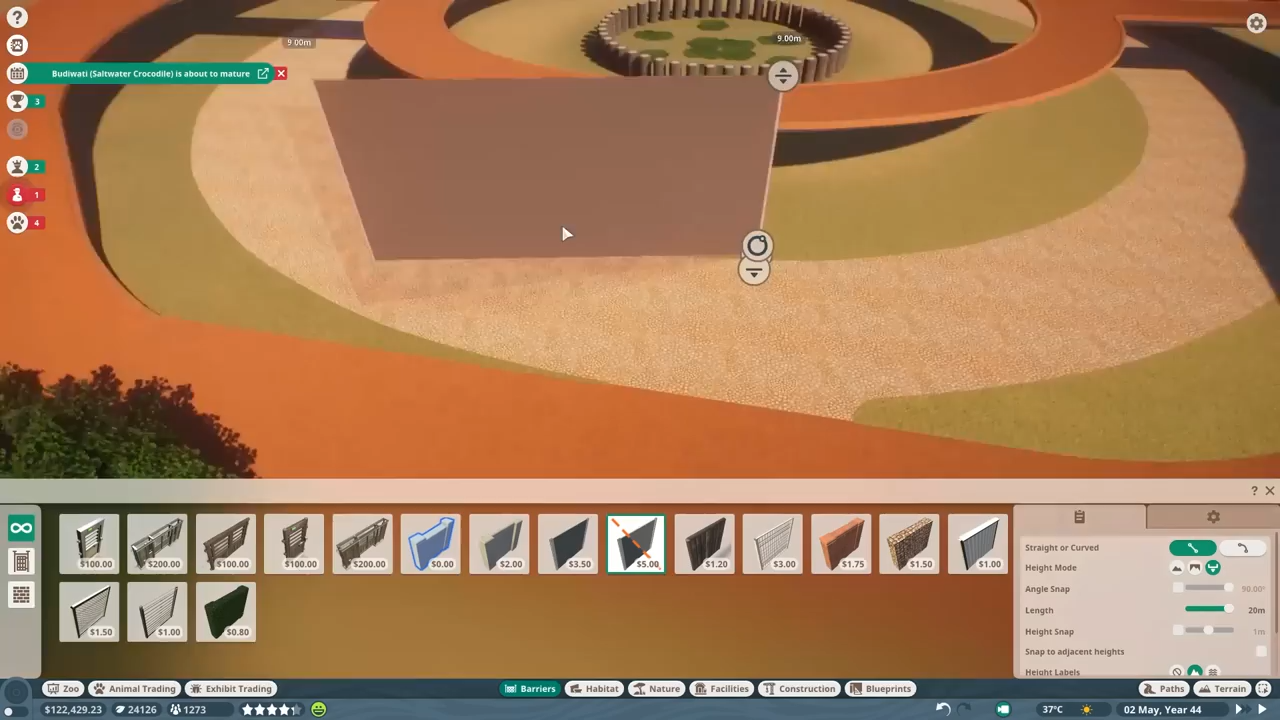 9.00m
9.00m
?
Budiwati (Saltwater Crocodile) is about to mature
3
2
1
4
?
Straight or Curved
Height Mode
Angle Snap 90.00°
Length 20m
Height Snap 1m
Snap to adjacent heights
Height Labels
$100.00 $200.00 $100.00 $100.00 $200.00 $0.00 $2.00 $3.50 $5.00 $1.20 $3.00 $1.75 $1.50 $1.00
$1.50 $1.00 $0.80
Zoo Animal Trading Exhibit Trading Barriers Habitat Nature Facilities Construction Blueprints Paths Terrain
$122,429.23 24126 1273 37°C 02 May, Year 44